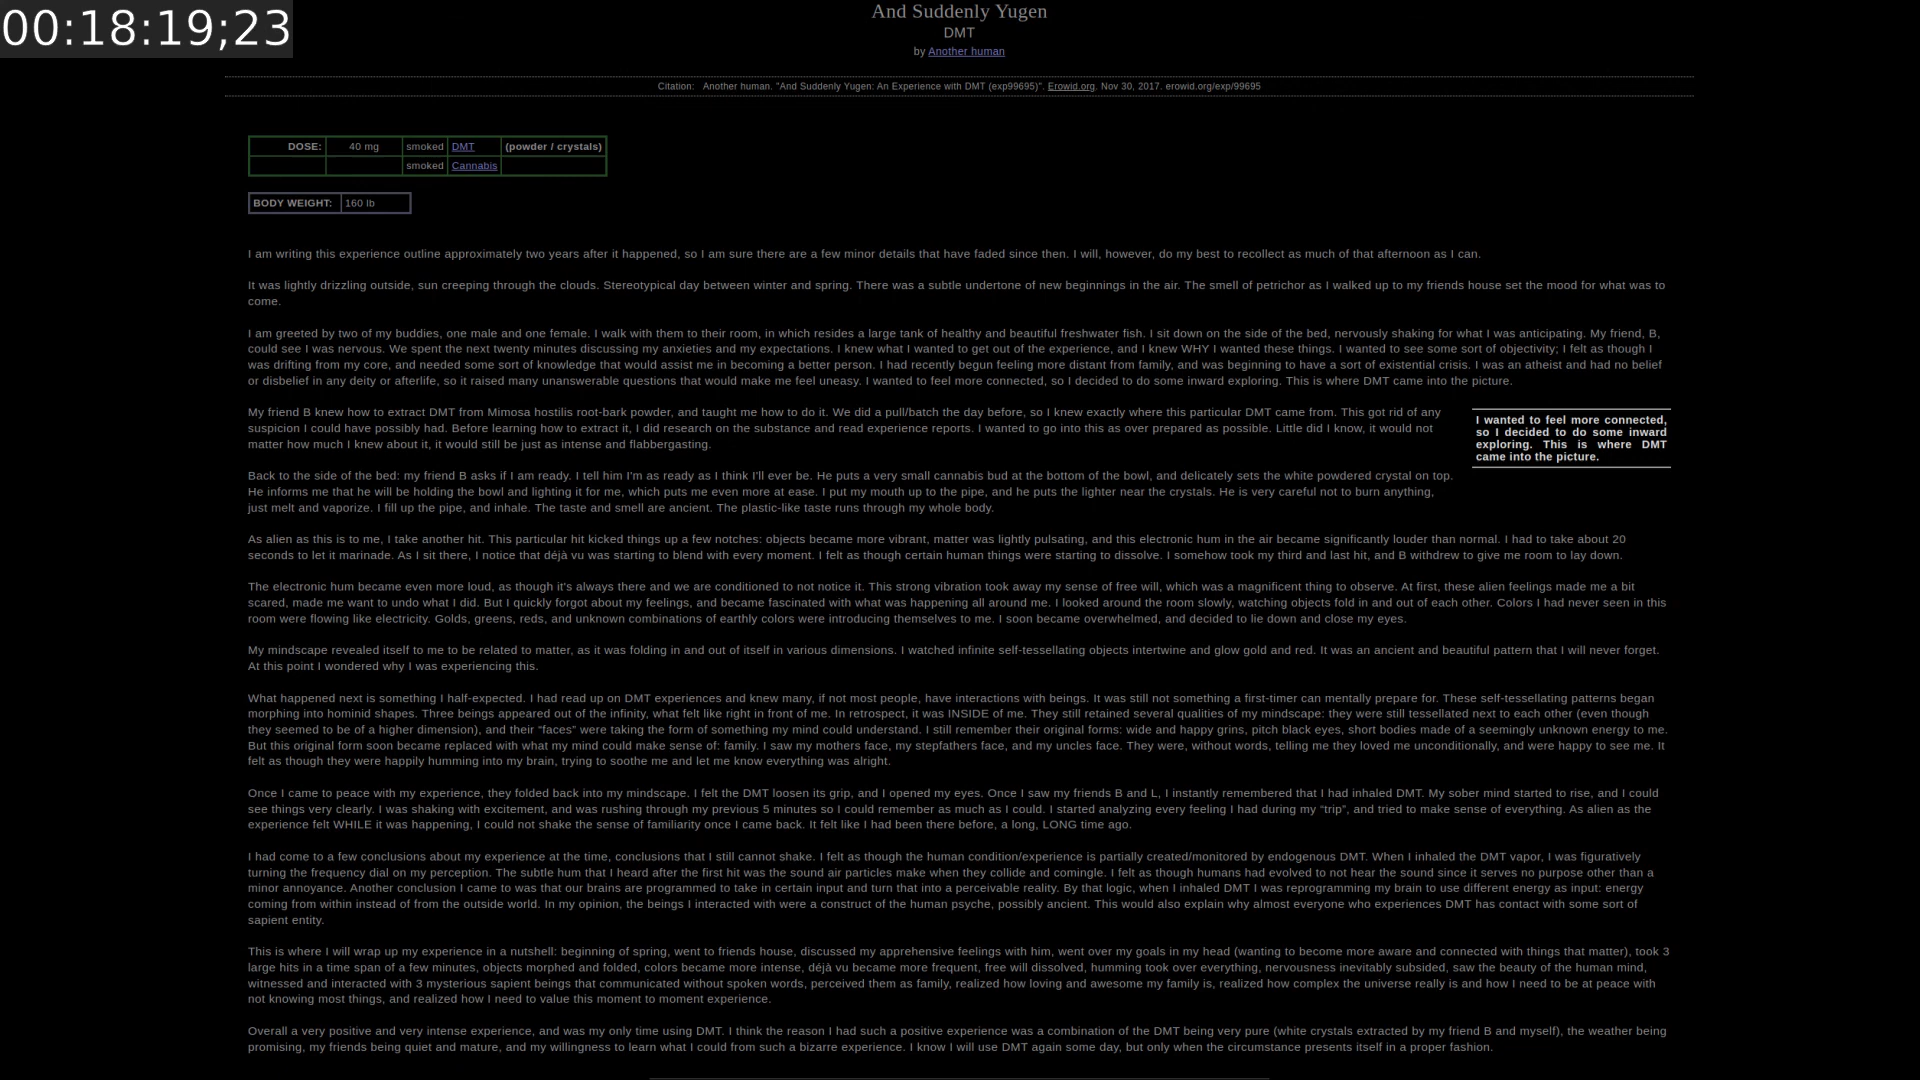 00:18:19;23
And Suddenly Yugen
DMT
by Another human
Citation:   Another human. "And Suddenly Yugen: An Experience with DMT (exp99695)". Erowid.org. Nov 30, 2017. erowid.org/exp/99695
DOSE: 40 mg smoked DMT (powder / crystals)
smoked Cannabis
BODY WEIGHT: 160 lb
I am writing this experience outline approximately two years after it happened, so I am sure there are a few minor details that have faded since then. I will, however, do my best to recollect as much of that afternoon as I can.
It was lightly drizzling outside, sun creeping through the clouds. Stereotypical day between winter and spring. There was a subtle undertone of new beginnings in the air. The smell of petrichor as I walked up to my friends house set the mood for what was to
come.
I am greeted by two of my buddies, one male and one female. I walk with them to their room, in which resides a large tank of healthy and beautiful freshwater fish. I sit down on the side of the bed, nervously shaking for what I was anticipating. My friend, B,
could see I was nervous. We spent the next twenty minutes discussing my anxieties and my expectations. I knew what I wanted to get out of the experience, and I knew WHY I wanted these things. I wanted to see some sort of objectivity; I felt as though I
was drifting from my core, and needed some sort of knowledge that would assist me in becoming a better person. I had recently begun feeling more distant from family, and was beginning to have a sort of existential crisis. I was an atheist and had no belief
or disbelief in any deity or afterlife, so it raised many unanswerable questions that would make me feel uneasy. I wanted to feel more connected, so I decided to do some inward exploring. This is where DMT came into the picture.
My friend B knew how to extract DMT from Mimosa hostilis root-bark powder, and taught me how to do it. We did a pull/batch the day before, so I knew exactly where this particular DMT came from. This got rid of any
suspicion I could have possibly had. Before learning how to extract it, I did research on the substance and read experience reports. I wanted to go into this as over prepared as possible. Little did I know, it would not
matter how much I knew about it, it would still be just as intense and flabbergasting.
I wanted to feel more connected,
so I decided to do some inward
exploring. This is where DMT
came into the picture.
Back to the side of the bed: my friend B asks if I am ready. I tell him I'm as ready as I think I'll ever be. He puts a very small cannabis bud at the bottom of the bowl, and delicately sets the white powdered crystal on top.
He informs me that he will be holding the bowl and lighting it for me, which puts me even more at ease. I put my mouth up to the pipe, and he puts the lighter near the crystals. He is very careful not to burn anything,
just melt and vaporize. I fill up the pipe, and inhale. The taste and smell are ancient. The plastic-like taste runs through my whole body.
As alien as this is to me, I take another hit. This particular hit kicked things up a few notches: objects became more vibrant, matter was lightly pulsating, and this electronic hum in the air became significantly louder than normal. I had to take about 20
seconds to let it marinade. As I sit there, I notice that déjà vu was starting to blend with every moment. I felt as though certain human things were starting to dissolve. I somehow took my third and last hit, and B withdrew to give me room to lay down.
The electronic hum became even more loud, as though it's always there and we are conditioned to not notice it. This strong vibration took away my sense of free will, which was a magnificent thing to observe. At first, these alien feelings made me a bit
scared, made me want to undo what I did. But I quickly forgot about my feelings, and became fascinated with what was happening all around me. I looked around the room slowly, watching objects fold in and out of each other. Colors I had never seen in this
room were flowing like electricity. Golds, greens, reds, and unknown combinations of earthly colors were introducing themselves to me. I soon became overwhelmed, and decided to lie down and close my eyes.
My mindscape revealed itself to me to be related to matter, as it was folding in and out of itself in various dimensions. I watched infinite self-tessellating objects intertwine and glow gold and red. It was an ancient and beautiful pattern that I will never forget.
At this point I wondered why I was experiencing this.
What happened next is something I half-expected. I had read up on DMT experiences and knew many, if not most people, have interactions with beings. It was still not something a first-timer can mentally prepare for. These self-tessellating patterns began
morphing into hominid shapes. Three beings appeared out of the infinity, what felt like right in front of me. In retrospect, it was INSIDE of me. They still retained several qualities of my mindscape: they were still tessellated next to each other (even though
they seemed to be of a higher dimension), and their “faces” were taking the form of something my mind could understand. I still remember their original forms: wide and happy grins, pitch black eyes, short bodies made of a seemingly unknown energy to me.
But this original form soon became replaced with what my mind could make sense of: family. I saw my mothers face, my stepfathers face, and my uncles face. They were, without words, telling me they loved me unconditionally, and were happy to see me. It
felt as though they were happily humming into my brain, trying to soothe me and let me know everything was alright.
Once I came to peace with my experience, they folded back into my mindscape. I felt the DMT loosen its grip, and I opened my eyes. Once I saw my friends B and L, I instantly remembered that I had inhaled DMT. My sober mind started to rise, and I could
see things very clearly. I was shaking with excitement, and was rushing through my previous 5 minutes so I could remember as much as I could. I started analyzing every feeling I had during my “trip”, and tried to make sense of everything. As alien as the
experience felt WHILE it was happening, I could not shake the sense of familiarity once I came back. It felt like I had been there before, a long, LONG time ago.
I had come to a few conclusions about my experience at the time, conclusions that I still cannot shake. I felt as though the human condition/experience is partially created/monitored by endogenous DMT. When I inhaled the DMT vapor, I was figuratively
turning the frequency dial on my perception. The subtle hum that I heard after the first hit was the sound air particles make when they collide and comingle. I felt as though humans had evolved to not hear the sound since it serves no purpose other than a
minor annoyance. Another conclusion I came to was that our brains are programmed to take in certain input and turn that into a perceivable reality. By that logic, when I inhaled DMT I was reprogramming my brain to use different energy as input: energy
coming from within instead of from the outside world. In my opinion, the beings I interacted with were a construct of the human psyche, possibly ancient. This would also explain why almost everyone who experiences DMT has contact with some sort of
sapient entity.
This is where I will wrap up my experience in a nutshell: beginning of spring, went to friends house, discussed my apprehensive feelings with him, went over my goals in my head (wanting to become more aware and connected with things that matter), took 3
large hits in a time span of a few minutes, objects morphed and folded, colors became more intense, déjà vu became more frequent, free will dissolved, humming took over everything, nervousness inevitably subsided, saw the beauty of the human mind,
witnessed and interacted with 3 mysterious sapient beings that communicated without spoken words, perceived them as family, realized how loving and awesome my family is, realized how complex the universe really is and how I need to be at peace with
not knowing most things, and realized how I need to value this moment to moment experience.
Overall a very positive and very intense experience, and was my only time using DMT. I think the reason I had such a positive experience was a combination of the DMT being very pure (white crystals extracted by my friend B and myself), the weather being
promising, my friends being quiet and mature, and my willingness to learn what I could from such a bizarre experience. I know I will use DMT again some day, but only when the circumstance presents itself in a proper fashion.